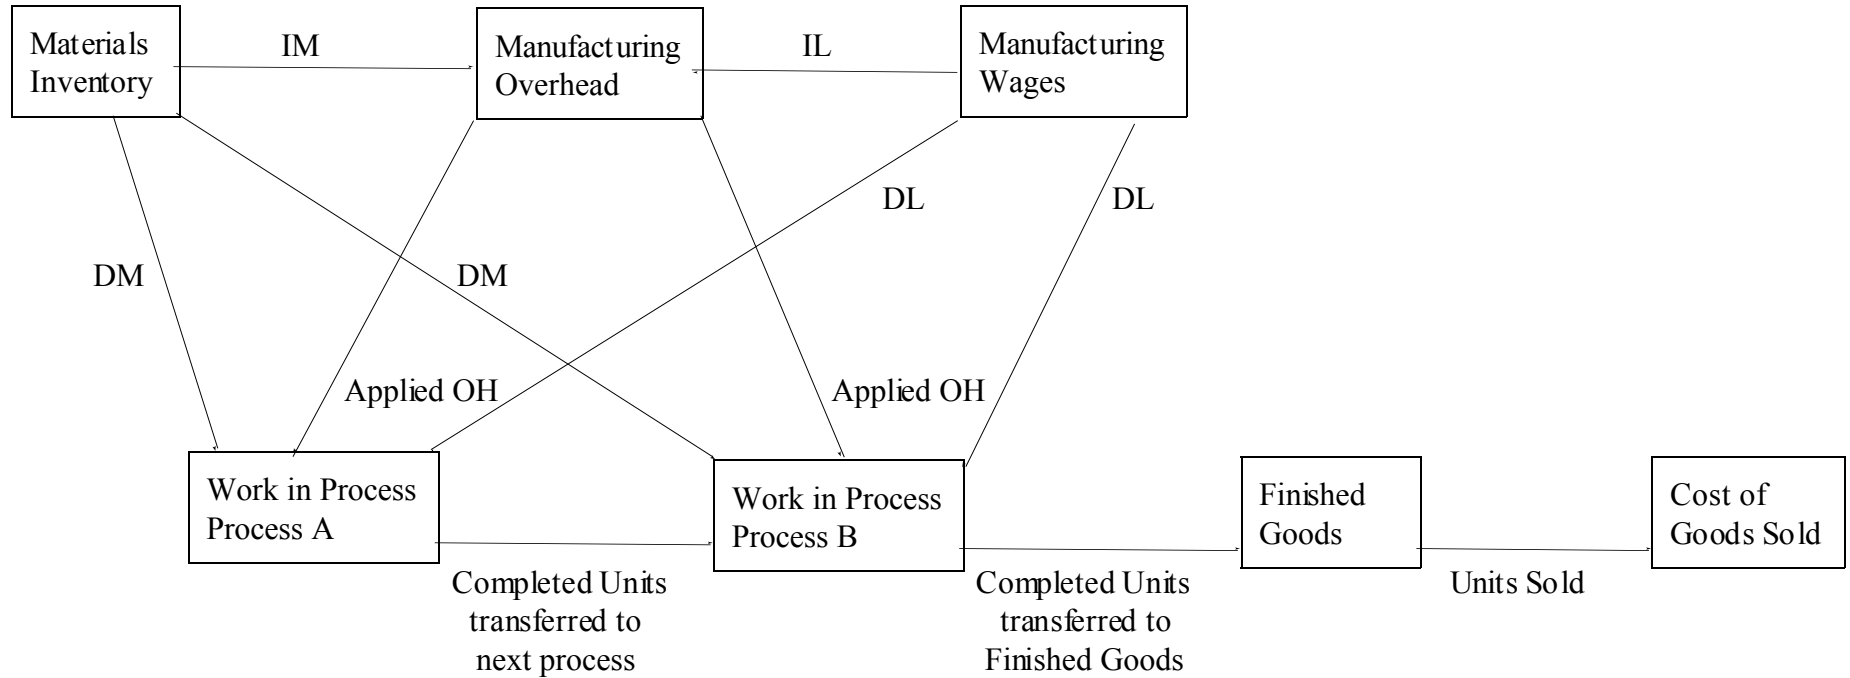 Materials
Inventory
IM
Manufacturing
Overhead
IL
Manufacturing
Wages
DL
DL
DM
DM
Applied OH
Applied OH
Work in Process
Process A
Work in Process
Process B
Finished
Goods
Cost of
Goods Sold
Completed Units
transferred to
next process
Completed Units
transferred to
Finished Goods
Units Sold